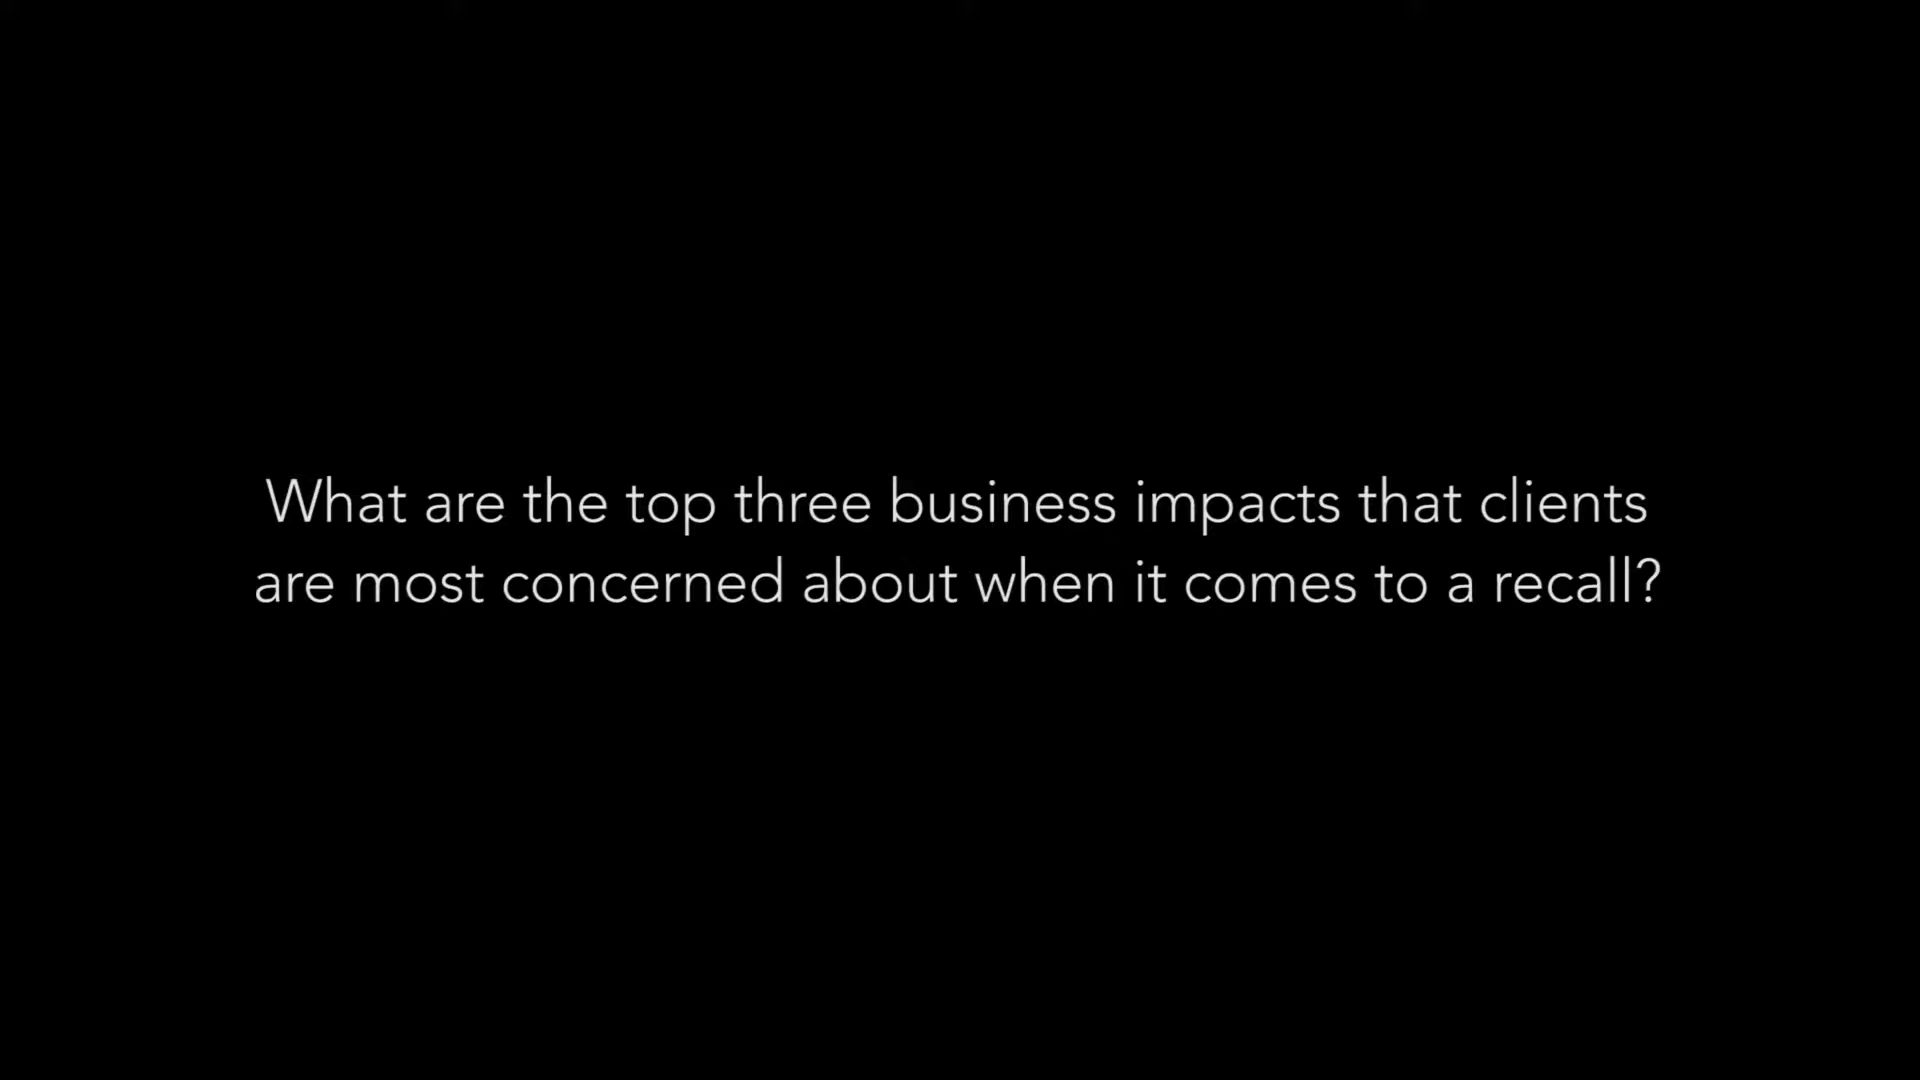 What are the top three business impacts that clients
are most concerned about when it comes to a recall?